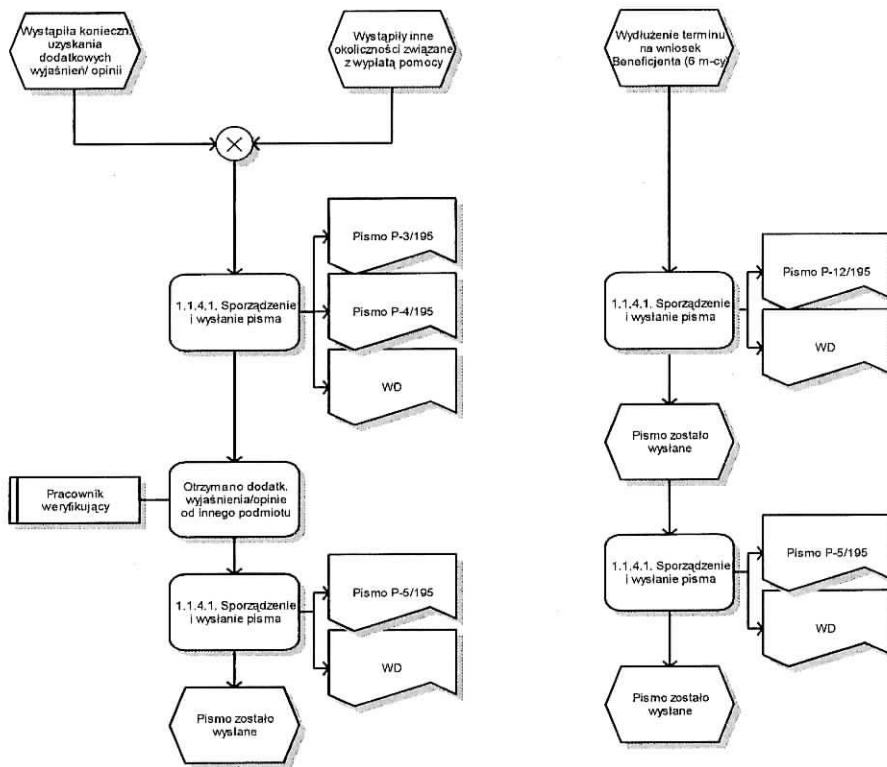 Wystąpiła konieczn.
uzyskania
dodatkowych
wyjaśnień/ opinii
Wystąpiły inne
okoliczności związane
z wypłatą pomocy
Pismo P-3/195
1.1.4.1. Sporządzenie
i wysłanie pisma
Pismo P-4/195
WD
Pracownik
weryfikujący
Otrzymano dodatk.
wyjaśnienia/opinie
od innego podmiotu
1.1.4.1. Sporządzenie
i wysłanie pisma
Pismo P-5/195
WD
Pismo zostało
wysłane
Wydłużenie terminu
na wniosek
Beneficjenta (6 m-cy)
1.1.4.1. Sporządzenie
i wysłanie pisma
Pismo P-12/195
WD
Pismo zostało
wysłane
1.1.4.1. Sporządzenie
i wysłanie pisma
Pismo P-5/195
WD
Pismo zostało
wysłane